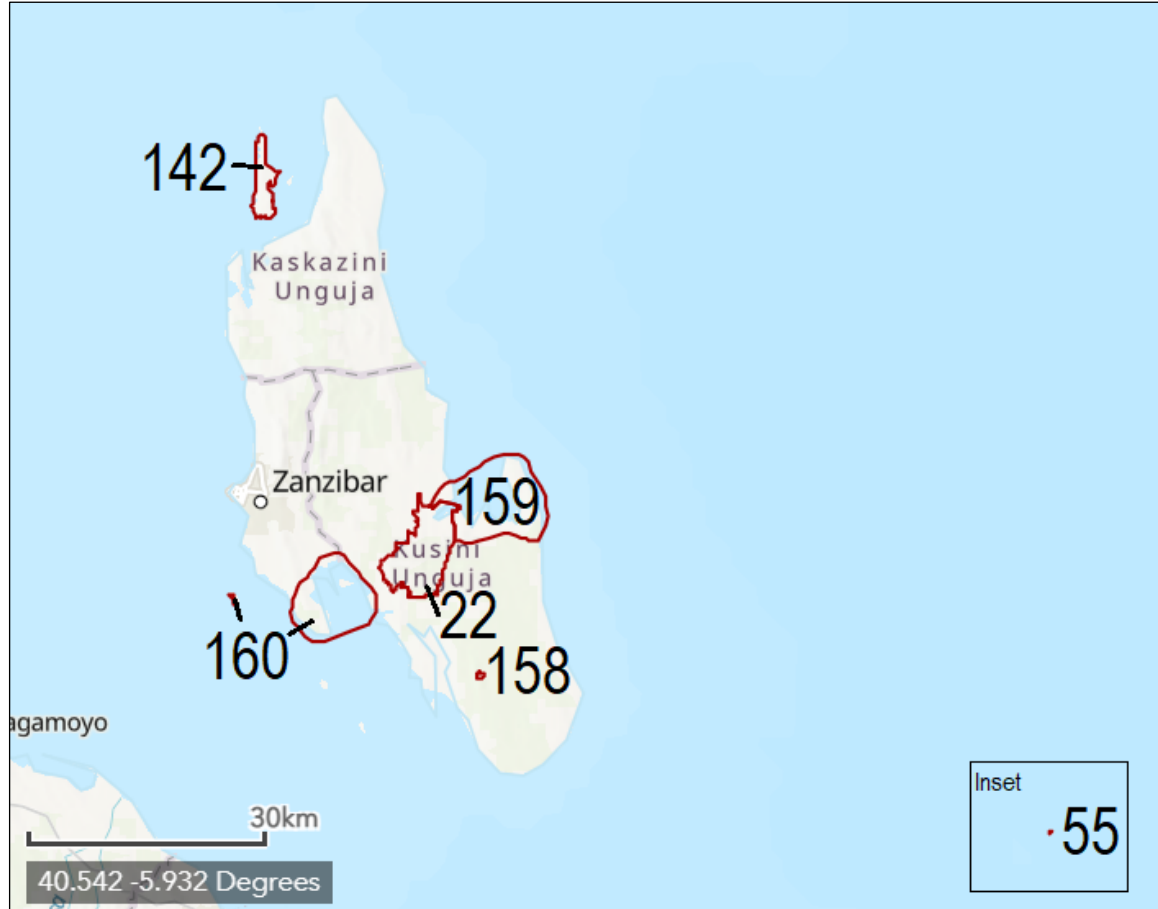 142
Kaskazini
Unguja
Zanzibar
159
Kusini
Unguja
22
160
158
agamoyo
Inset
55
30km
40.542 -5.932 Degrees